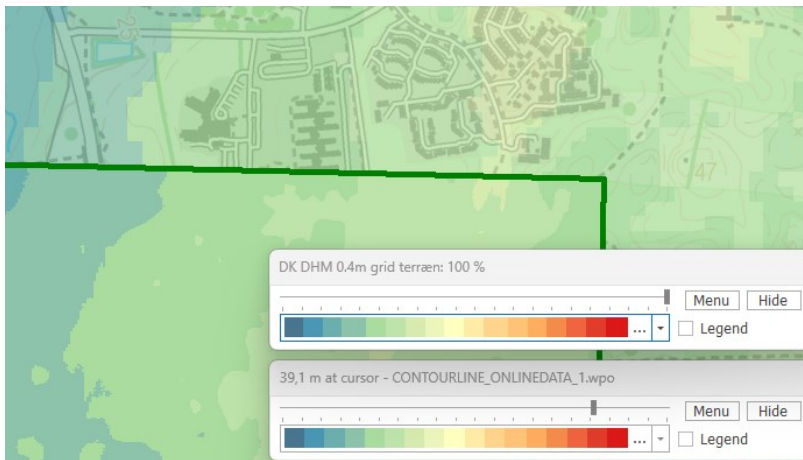 25
47
DK DHM 0.4m grid terræn: 100 %
Menu Hide
... Legend
39,1 m at cursor - CONTOURLINE_ONLINEDATA_1.wpo
Menu Hide
... Legend